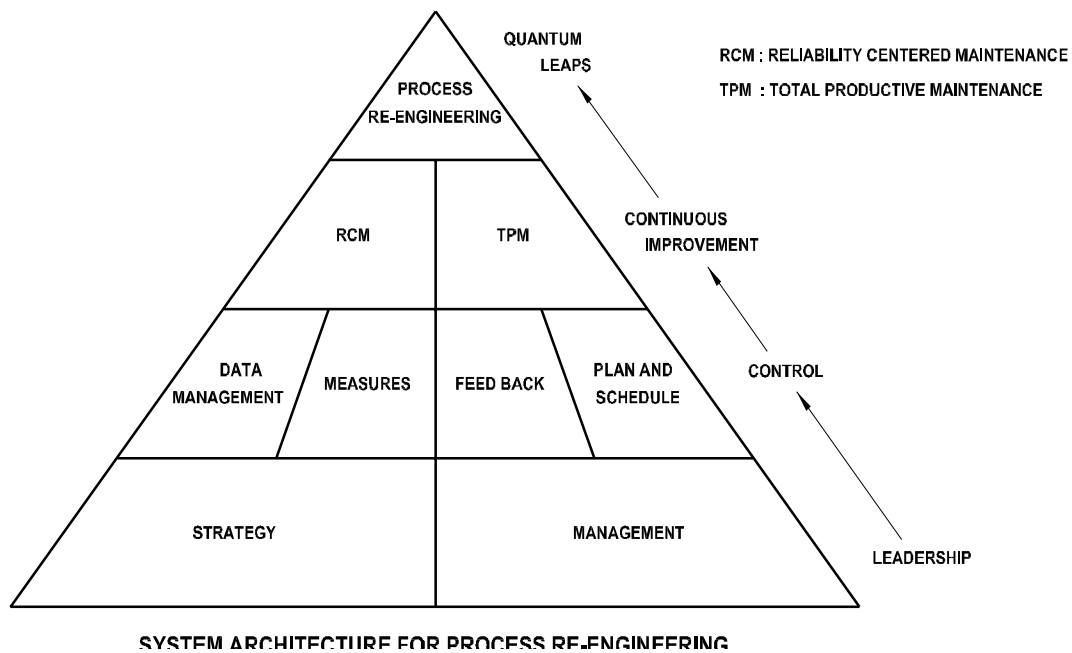 QUANTUM
LEAPS
RCM : RELIABILITY CENTERED MAINTENANCE
TPM : TOTAL PRODUCTIVE MAINTENANCE
PROCESS
RE-ENGINEERING
RCM
TPM
CONTINUOUS
IMPROVEMENT
DATA
MANAGEMENT
MEASURES
FEED BACK
PLAN AND
SCHEDULE
CONTROL
STRATEGY
MANAGEMENT
LEADERSHIP
SYSTEM ARCHITECTURE FOR PROCESS RE-ENGINEERING